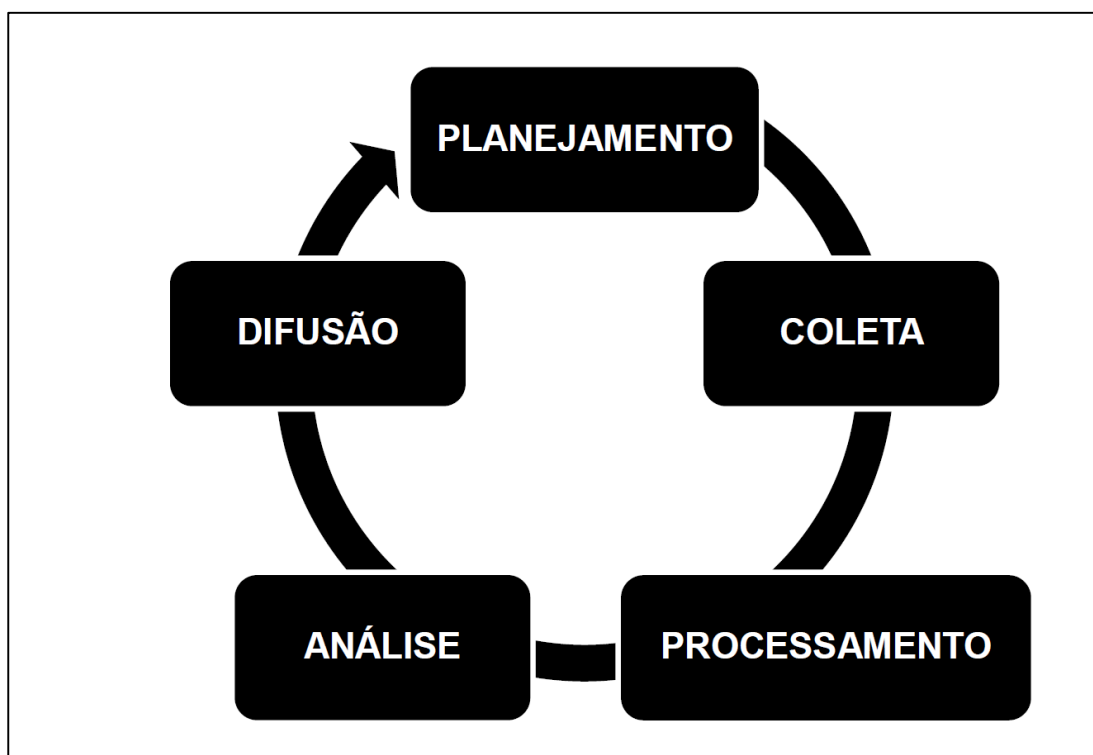 PLANEJAMENTO
COLETA
PROCESSAMENTO
ANÁLISE
DIFUSÃO